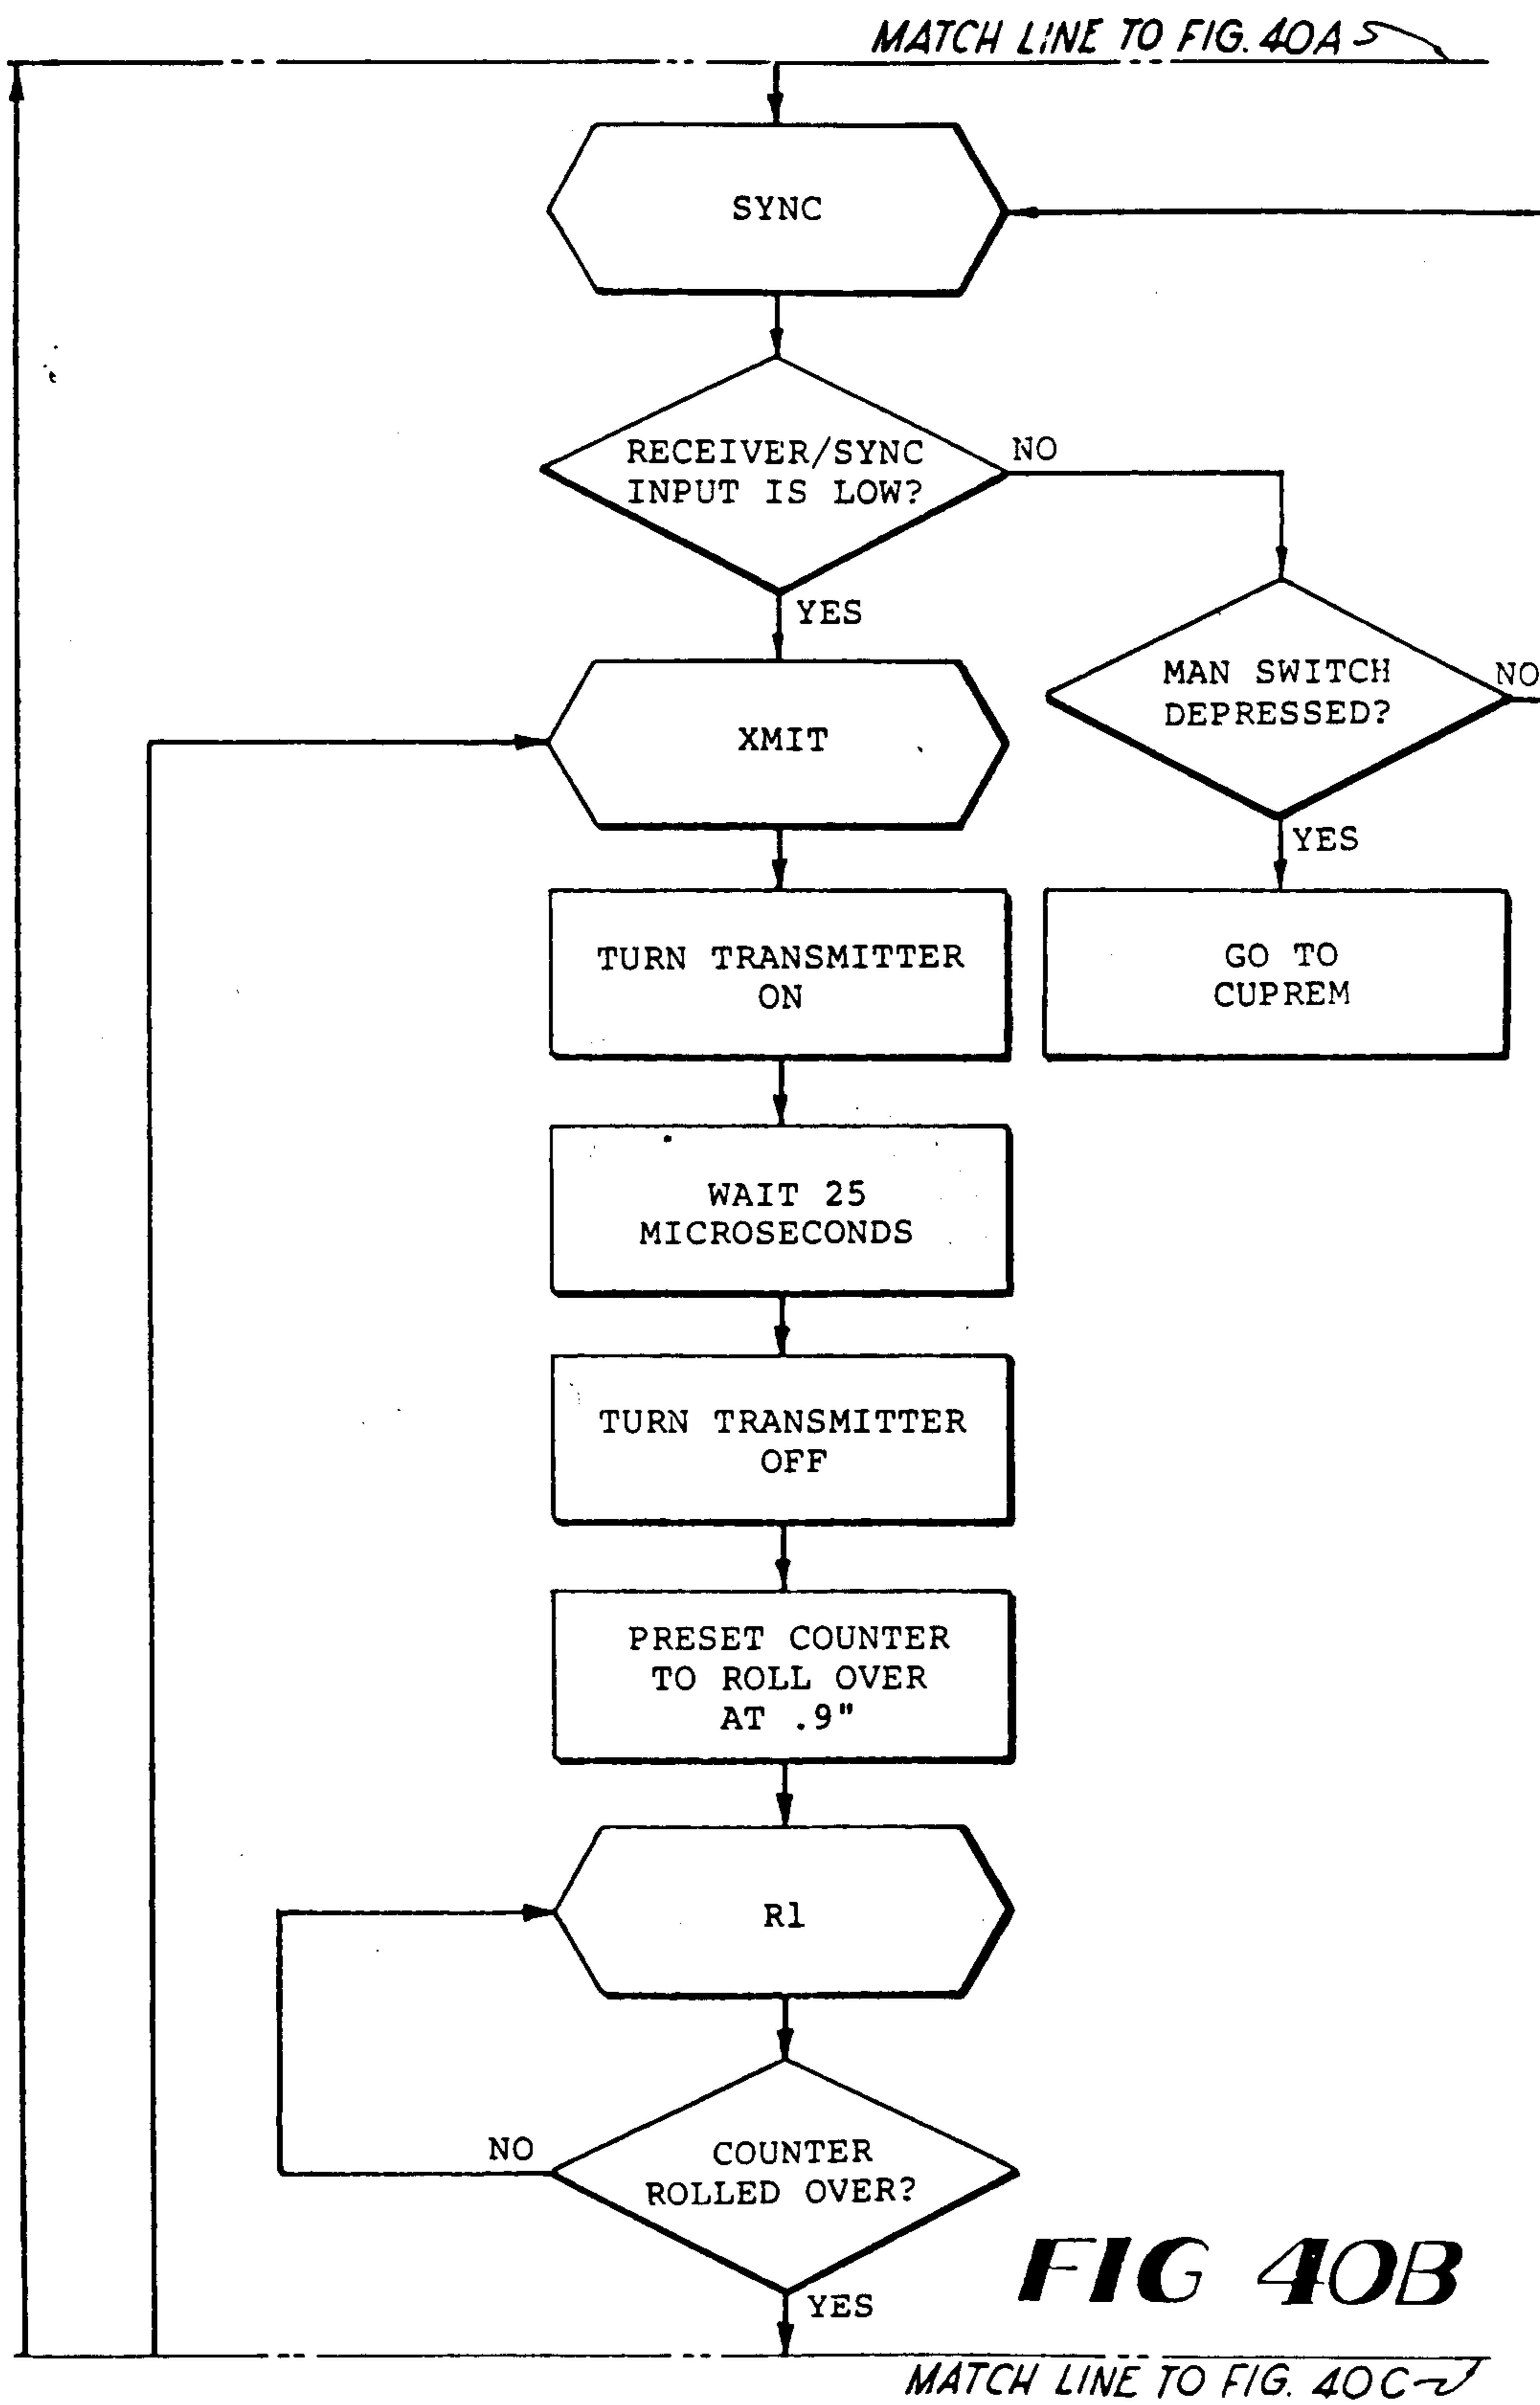 MATCH LINE TO FIG. 40A
SYNC
RECEIVER/SYNC
INPUT IS LOW?
NO
YES
MAN SWITCH
DEPRESSED?
NO
YES
GO TO
CUPREM
XMIT
TURN TRANSMITTER
ON
WAIT 25
MICROSECONDS
TURN TRANSMITTER
OFF
PRESET COUNTER
TO ROLL OVER
AT .9"
R1
COUNTER
ROLLED OVER?
NO
YES
FIG 40B
MATCH LINE TO FIG. 40C